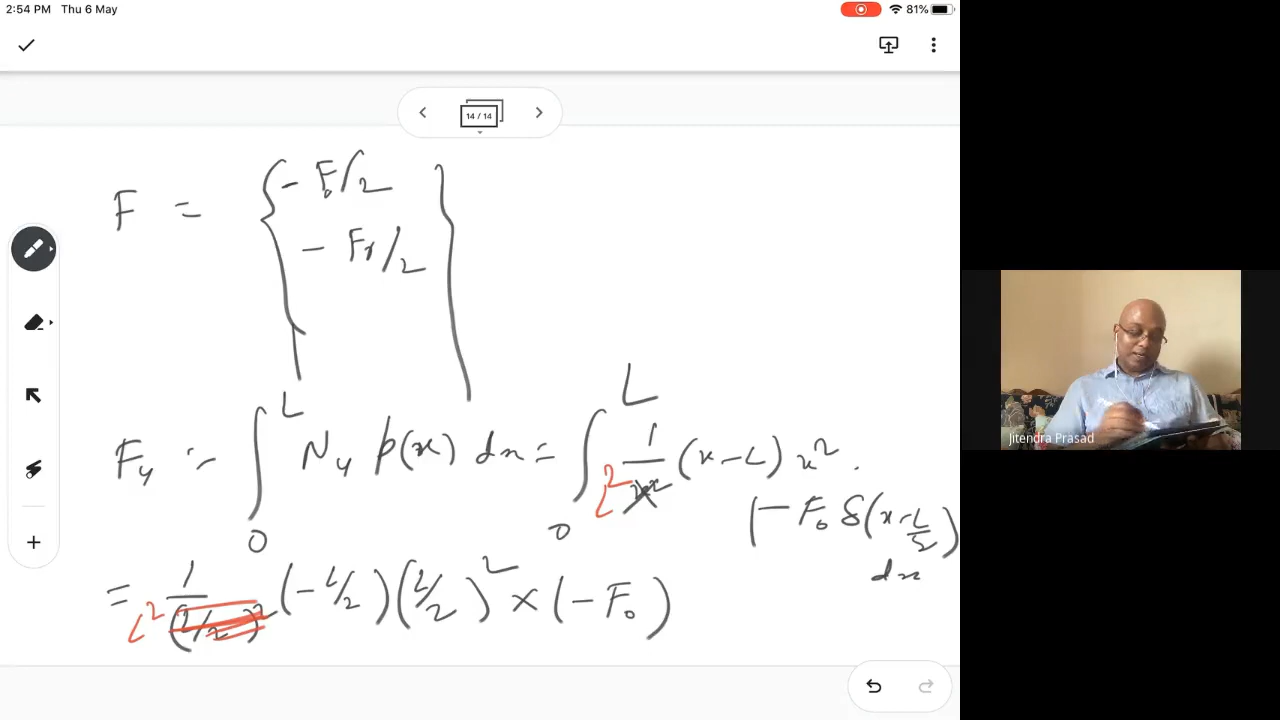 2:54 PM Thu 6 May
81%
14 / 14
F = { - F₀/2
- Fr/2 }
F₄ = ∫₀ᴸ N₄ p(x) dx = ∫₀ᴸ 1/L² (x-L) x² .
(- F₀ δ(x-L/2)
dx
= 1/L² (-L/2)(L/2)² × (-F₀)
Jitendra Prasad